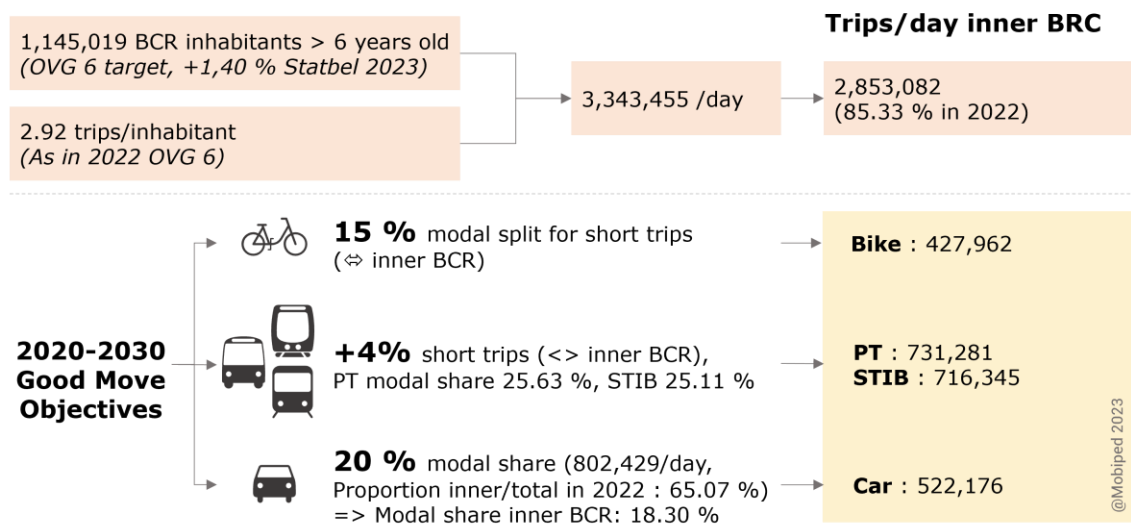 Trips/day inner BRC
1,145,019 BCR inhabitants > 6 years old
(OVG 6 target, +1,40 % Statbel 2023)
2.92 trips/inhabitant
(As in 2022 OVG 6)
3,343,455 /day
2,853,082
(85.33 % in 2022)
2020-2030
Good Move
Objectives
15 % modal split for short trips
(⇔ inner BCR)
Bike : 427,962
+4% short trips (<> inner BCR),
PT modal share 25.63 %, STIB 25.11 %
PT : 731,281
STIB : 716,345
20 % modal share (802,429/day,
Proportion inner/total in 2022 : 65.07 %)
=> Modal share inner BCR: 18.30 %
Car : 522,176
@Mobiped 2023